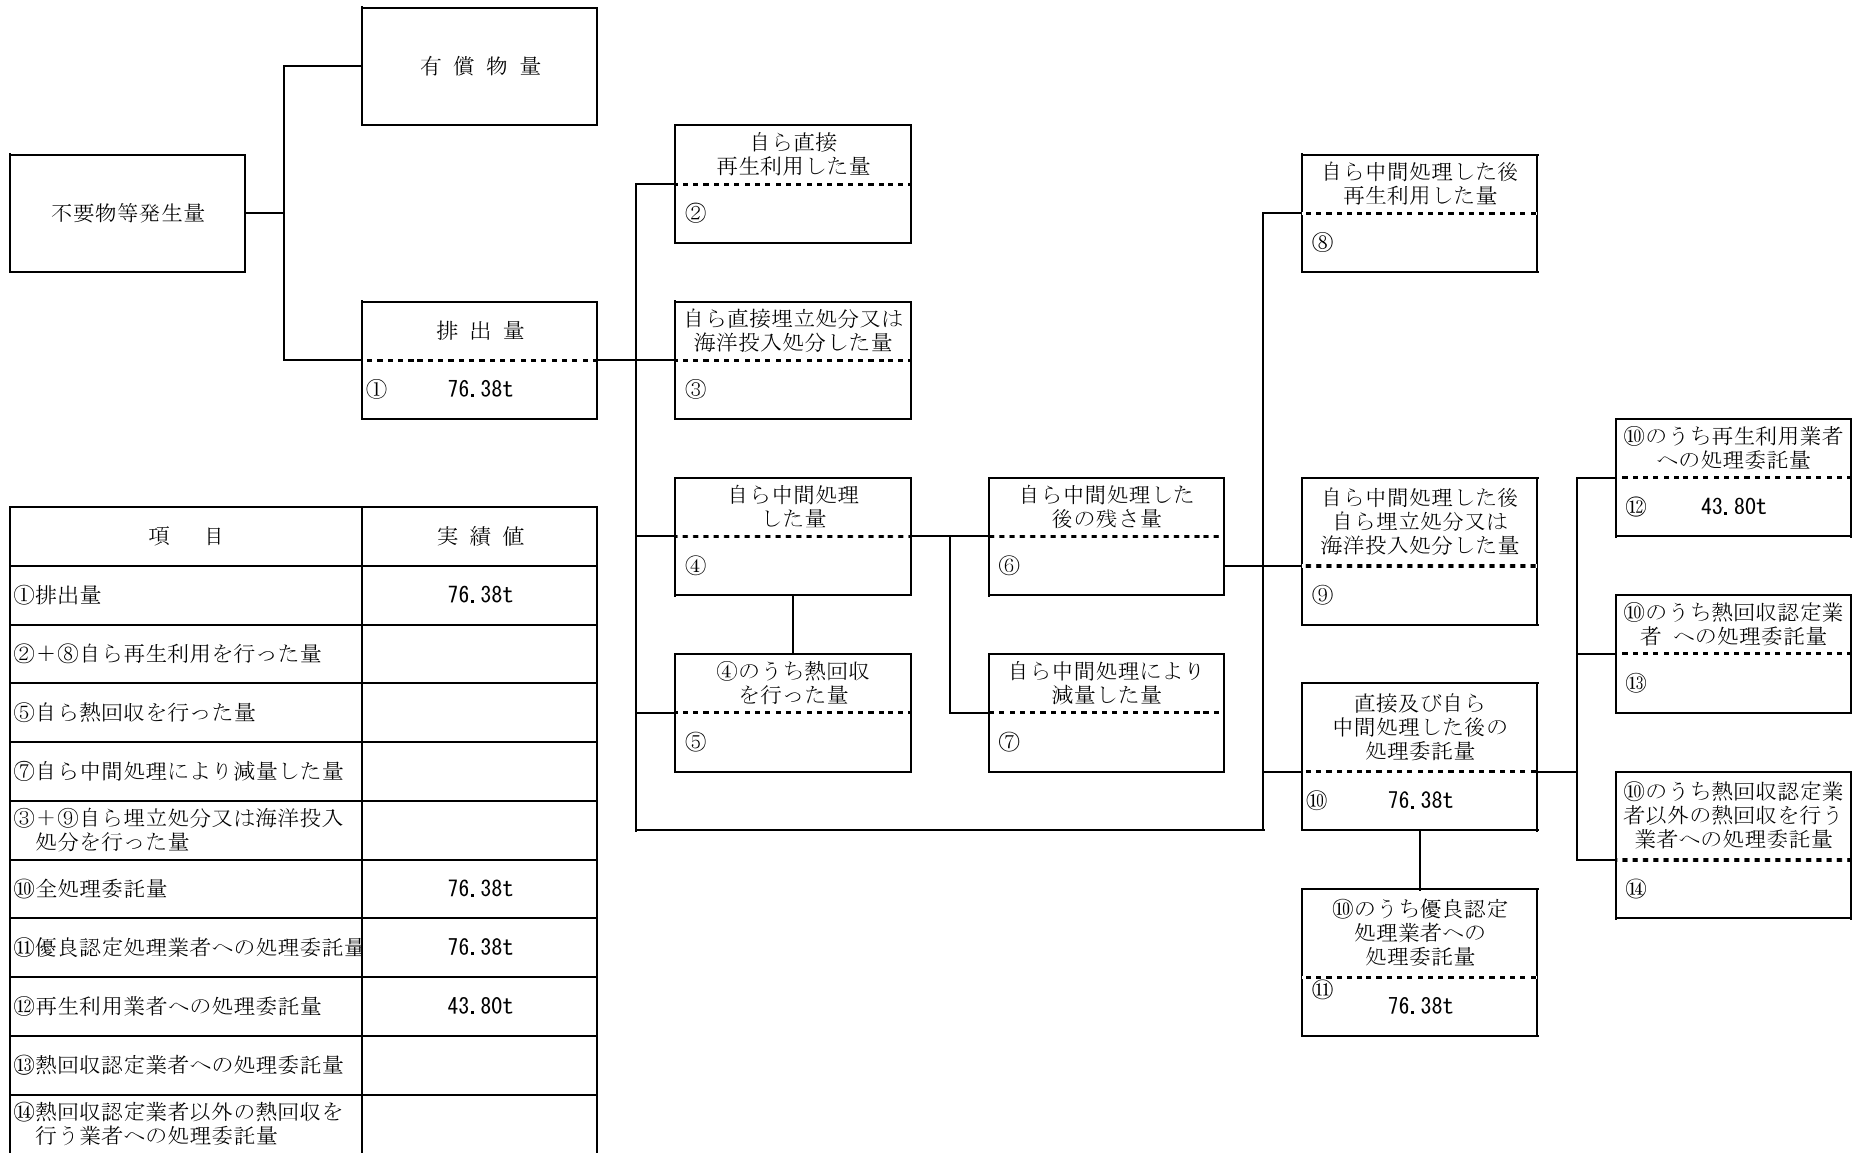 有 償 物 量
不要物等発生量
排 出 量
① 76.38t
自ら直接
再生利用した量
②
自ら直接埋立処分又は
海洋投入処分した量
③
自ら中間処理
した量
④
④のうち熱回収
を行った量
⑤
自ら中間処理した
後の残さ量
⑥
自ら中間処理により
減量した量
⑦
自ら中間処理した後
再生利用した量
⑧
自ら中間処理した後
自ら埋立処分又は
海洋投入処分した量
⑨
直接及び自ら
中間処理した後の
処理委託量
⑩ 76.38t
⑩のうち優良認定
処理業者への
処理委託量
⑪ 76.38t
⑩のうち再生利用業者
への処理委託量
⑫ 43.80t
⑩のうち熱回収認定業
者 への処理委託量
⑬
⑩のうち熱回収認定業
者以外の熱回収を行う
業者への処理委託量
⑭
項 目 実 績 値
①排出量 76.38t
②+⑧自ら再生利用を行った量
⑤自ら熱回収を行った量
⑦自ら中間処理により減量した量
③+⑨自ら埋立処分又は海洋投入
処分を行った量
⑩全処理委託量 76.38t
⑪優良認定処理業者への処理委託量 76.38t
⑫再生利用業者への処理委託量 43.80t
⑬熱回収認定業者への処理委託量
⑭熱回収認定業者以外の熱回収を
行う業者への処理委託量